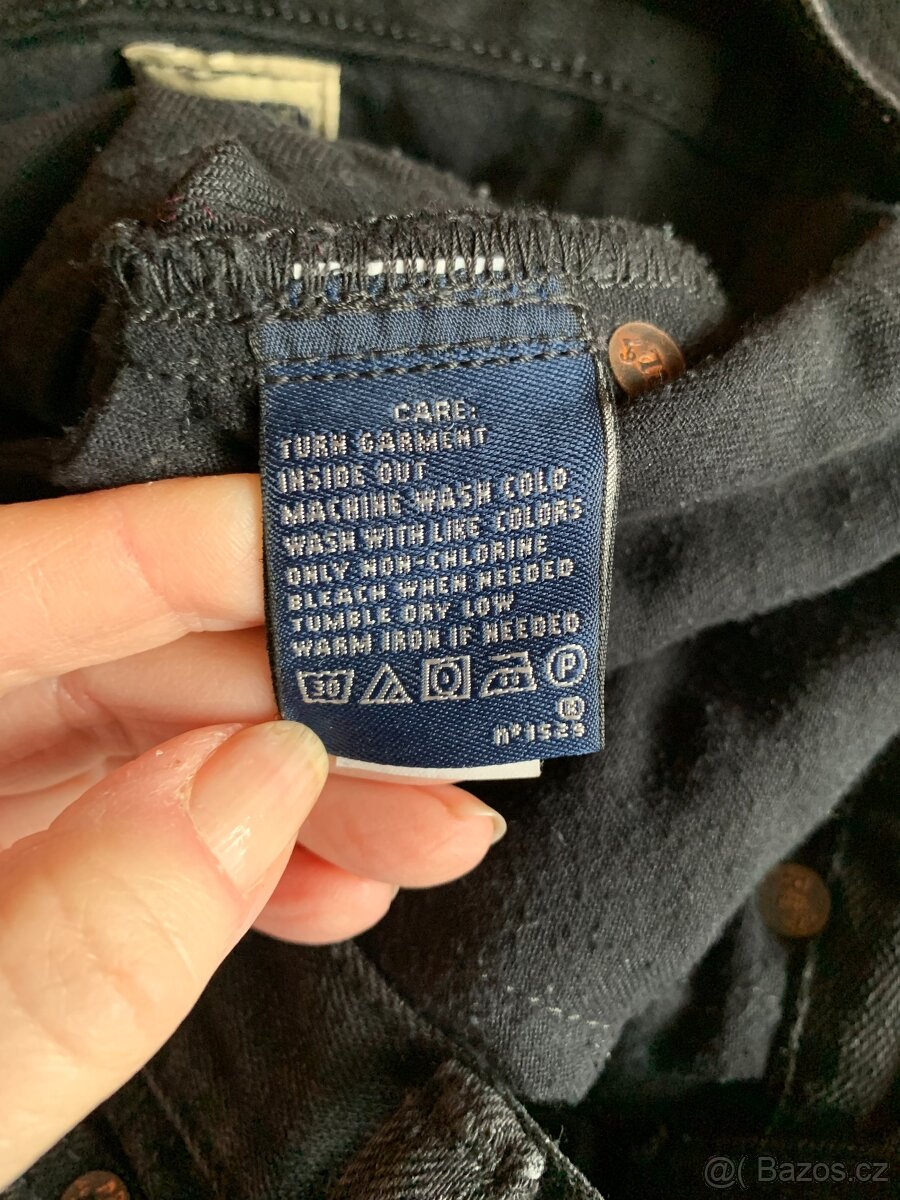 CARE:
TURN GARMENT
INSIDE OUT
MACHINE WASH COLD
WASH WITH LIKE COLORS
ONLY NON-CHLORINE
BLEACH WHEN NEEDED
TUMBLE DRY LOW
WARM IRON IF NEEDED
30 P
Nº1529
@( Bazos.cz